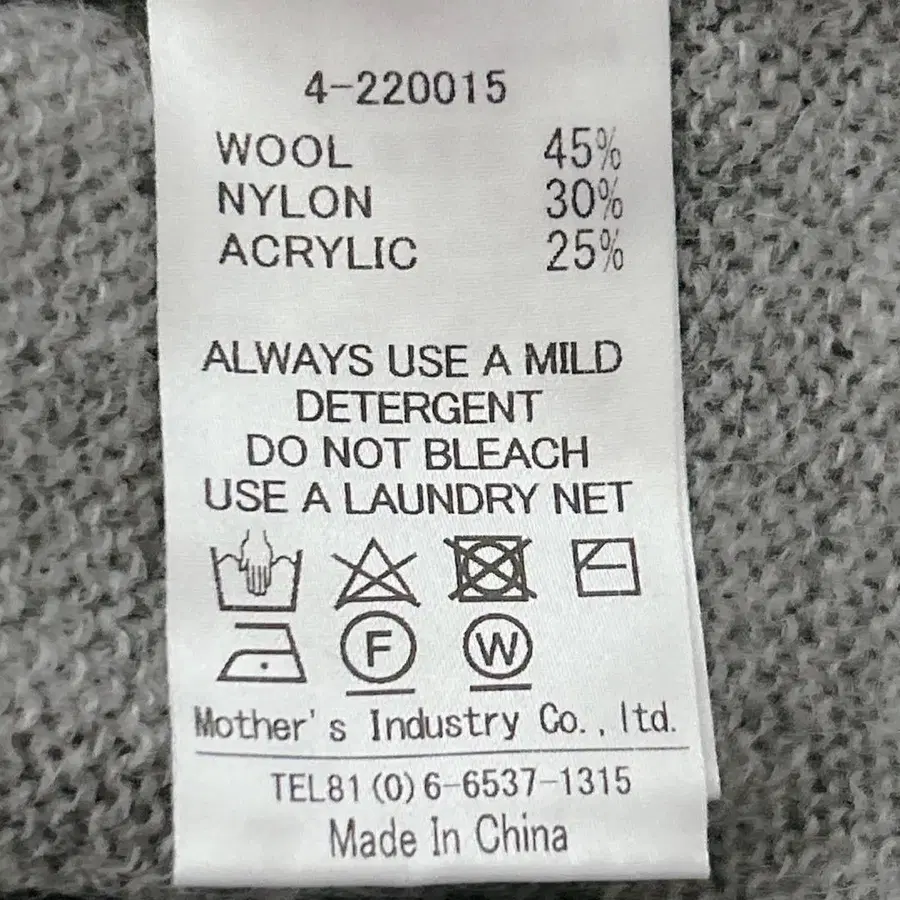 4-220015
WOOL 45%
NYLON 30%
ACRYLIC 25%
ALWAYS USE A MILD
DETERGENT
DO NOT BLEACH
USE A LAUNDRY NET
F W
Mother's Industry Co.,ltd.
TEL81(0)6-6537-1315
Made In China